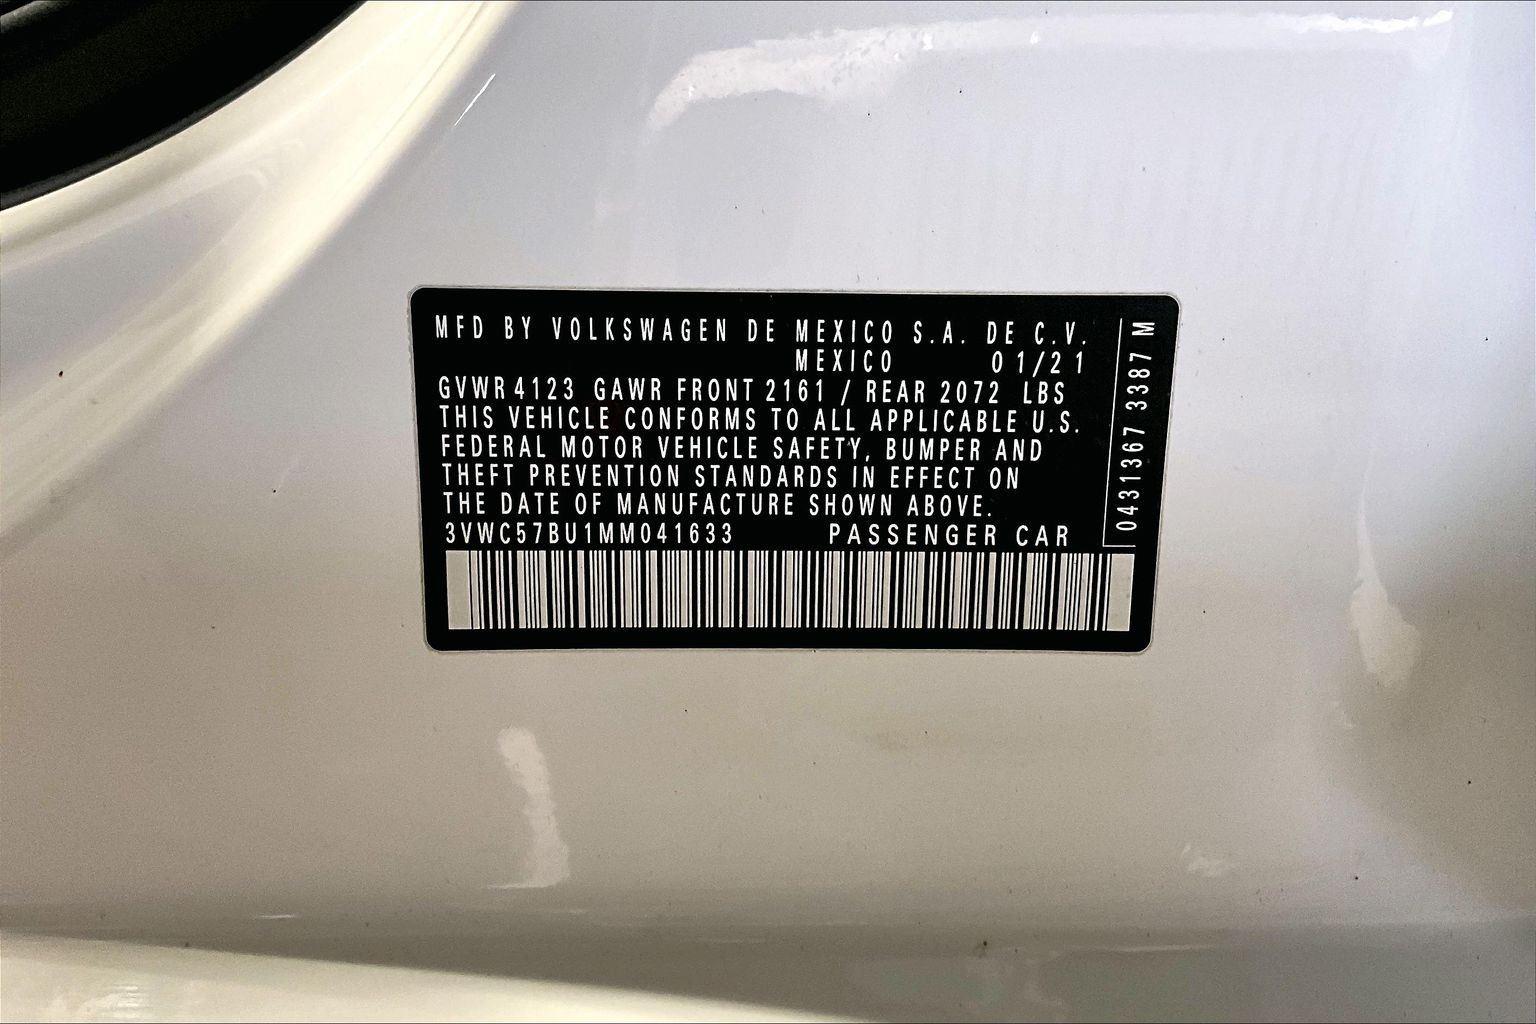 MFD BY VOLKSWAGEN DE MEXICO S.A. DE C.V.
MEXICO 01/21
GVWR 4123 GAWR FRONT 2161 / REAR 2072 LBS
THIS VEHICLE CONFORMS TO ALL APPLICABLE U.S.
FEDERAL MOTOR VEHICLE SAFETY, BUMPER AND
THEFT PREVENTION STANDARDS IN EFFECT ON
THE DATE OF MANUFACTURE SHOWN ABOVE.
3VWC57BU1MM041633 PASSENGER CAR
0431367 3387 M